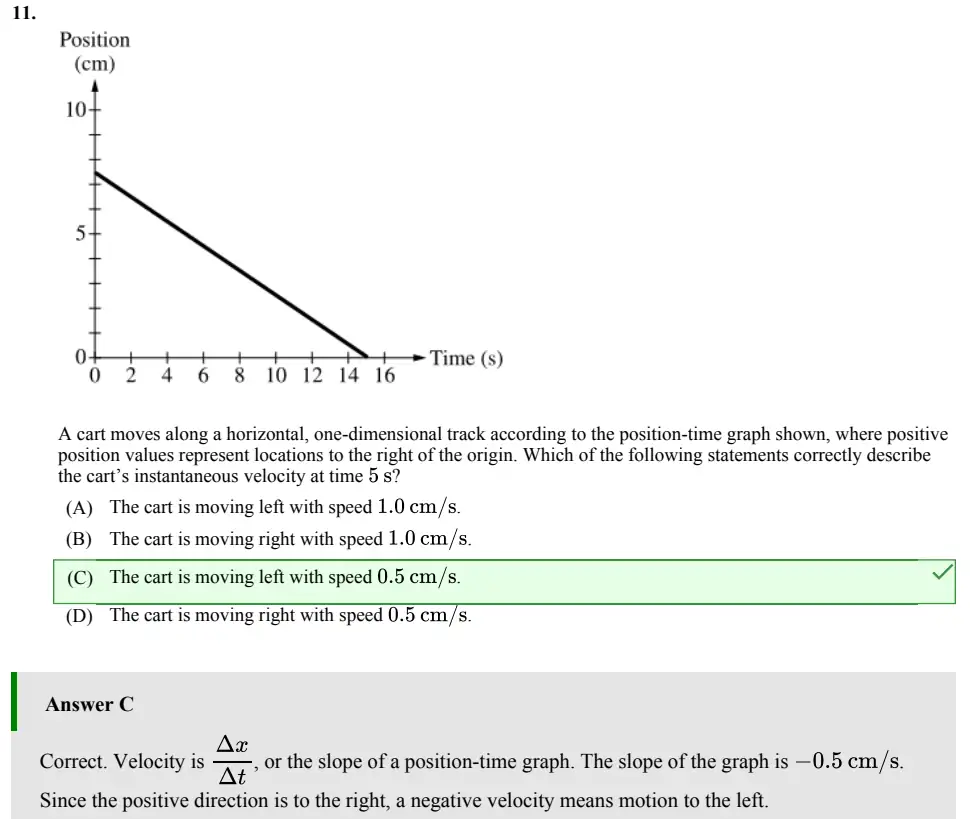 11.
Position
(cm)
10
5
0
Time (s)
0 2 4 6 8 10 12 14 16
A cart moves along a horizontal, one-dimensional track according to the position-time graph shown, where positive
position values represent locations to the right of the origin. Which of the following statements correctly describe
the cart’s instantaneous velocity at time 5 s?
(A) The cart is moving left with speed 1.0 cm/s.
(B) The cart is moving right with speed 1.0 cm/s.
(C) The cart is moving left with speed 0.5 cm/s. ✓
(D) The cart is moving right with speed 0.5 cm/s.
Answer C
Correct. Velocity is Δx/Δt, or the slope of a position-time graph. The slope of the graph is −0.5 cm/s.
Since the positive direction is to the right, a negative velocity means motion to the left.